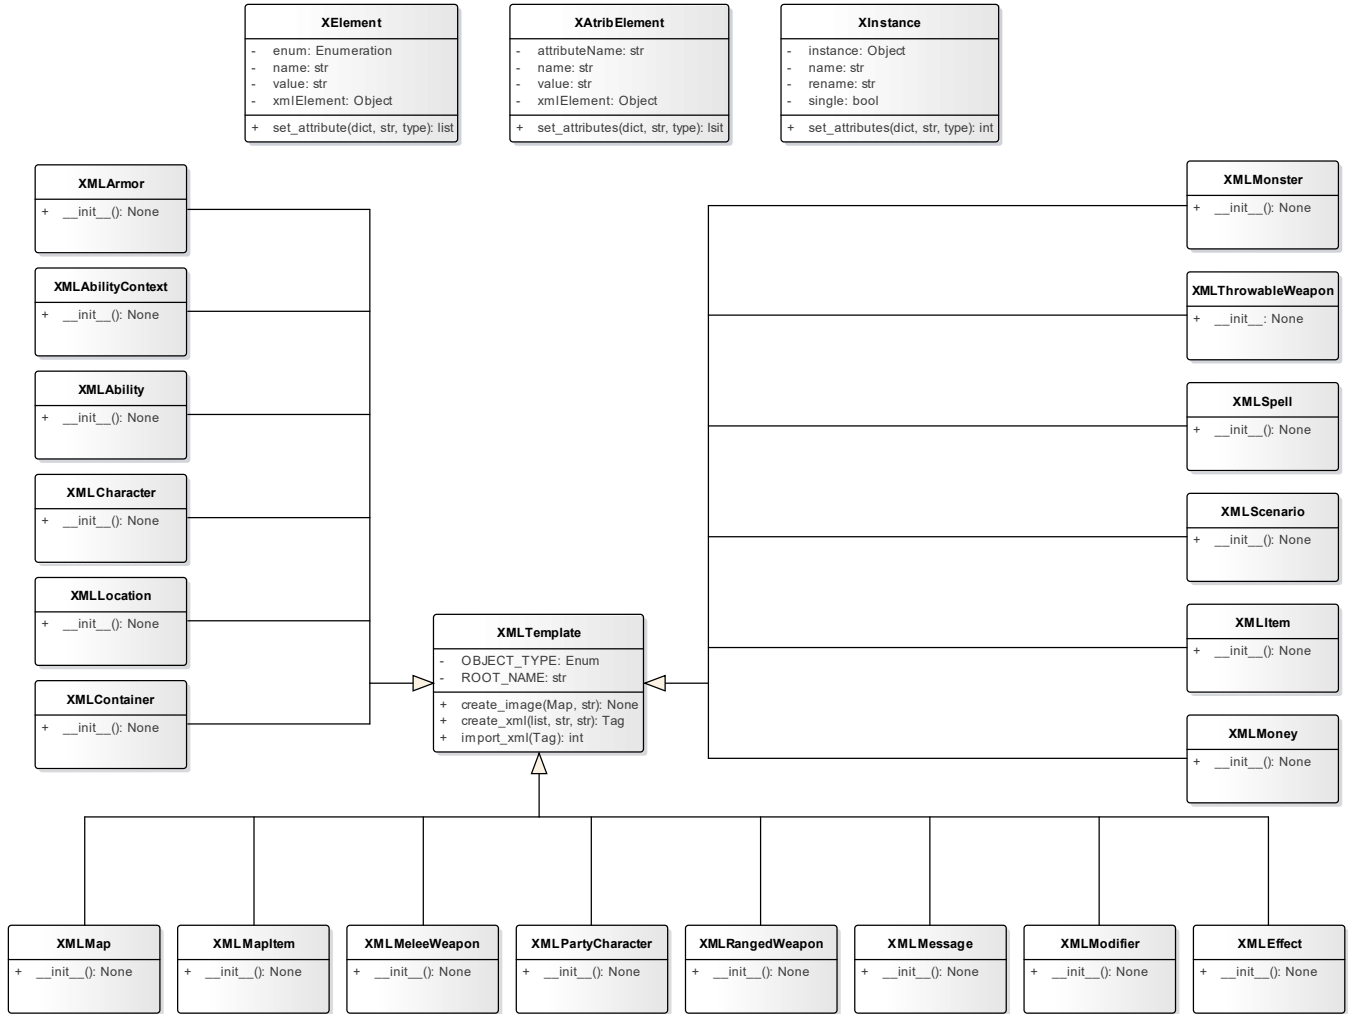 XElement
- enum: Enumeration
- name: str
- value: str
- xmlElement: Object
+ set_attribute(dict, str, type): list
XAtribElement
- attributeName: str
- name: str
- value: str
- xmlElement: Object
+ set_attributes(dict, str, type): lsit
XInstance
- instance: Object
- name: str
- rename: str
- single: bool
+ set_attributes(dict, str, type): int
XMLArmor
+ __init__(): None
XMLAbilityContext
+ __init__(): None
XMLAbility
+ __init__(): None
XMLCharacter
+ __init__(): None
XMLLocation
+ __init__(): None
XMLContainer
+ __init__(): None
XMLTemplate
- OBJECT_TYPE: Enum
- ROOT_NAME: str
+ create_image(Map, str): None
+ create_xml(list, str, str): Tag
+ import_xml(Tag): int
XMLMonster
+ __init__(): None
XMLThrowableWeapon
+ __init__: None
XMLSpell
+ __init__(): None
XMLScenario
+ __init__(): None
XMLItem
+ __init__(): None
XMLMoney
+ __init__(): None
XMLMap
+ __init__(): None
XMLMapItem
+ __init__(): None
XMLMeleeWeapon
+ __init__(): None
XMLPartyCharacter
+ __init__(): None
XMLRangedWeapon
+ __init__(): None
XMLMessage
+ __init__(): None
XMLModifier
+ __init__(): None
XMLEffect
+ __init__(): None